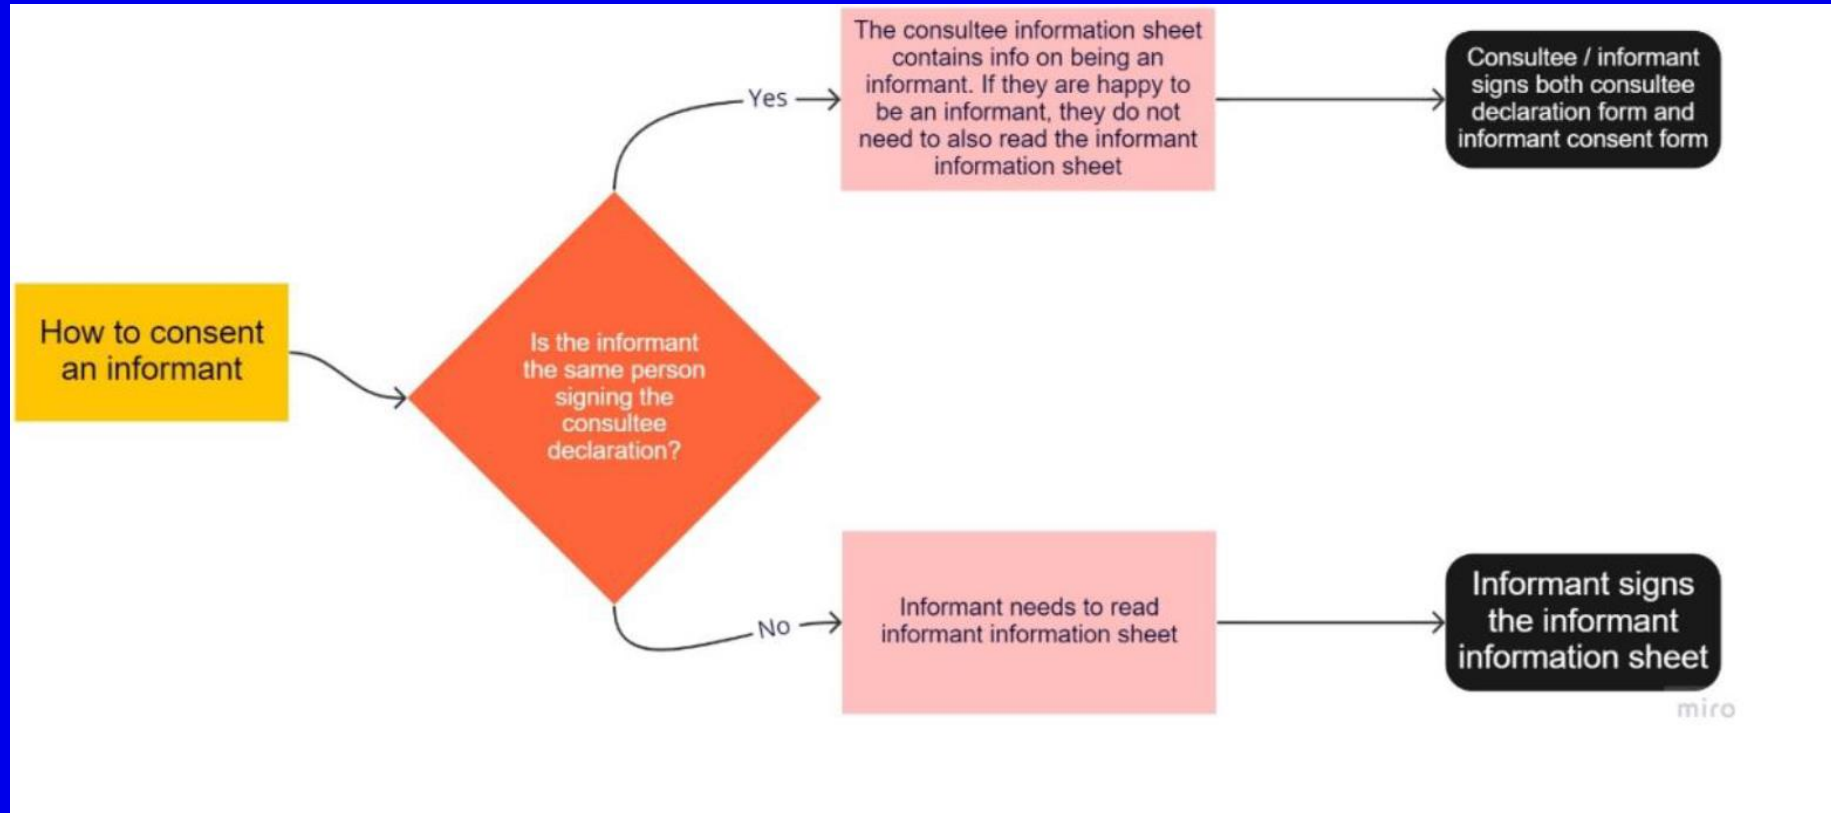 How to consent
an informant
Is the informant
the same person
signing the
consultee
declaration?
Yes
The consultee information sheet
contains info on being an
informant. If they are happy to
be an informant, they do not
need to also read the informant
information sheet
Consultee / informant
signs both consultee
declaration form and
informant consent form
No
Informant needs to read
informant information sheet
Informant signs
the informant
information sheet
miro